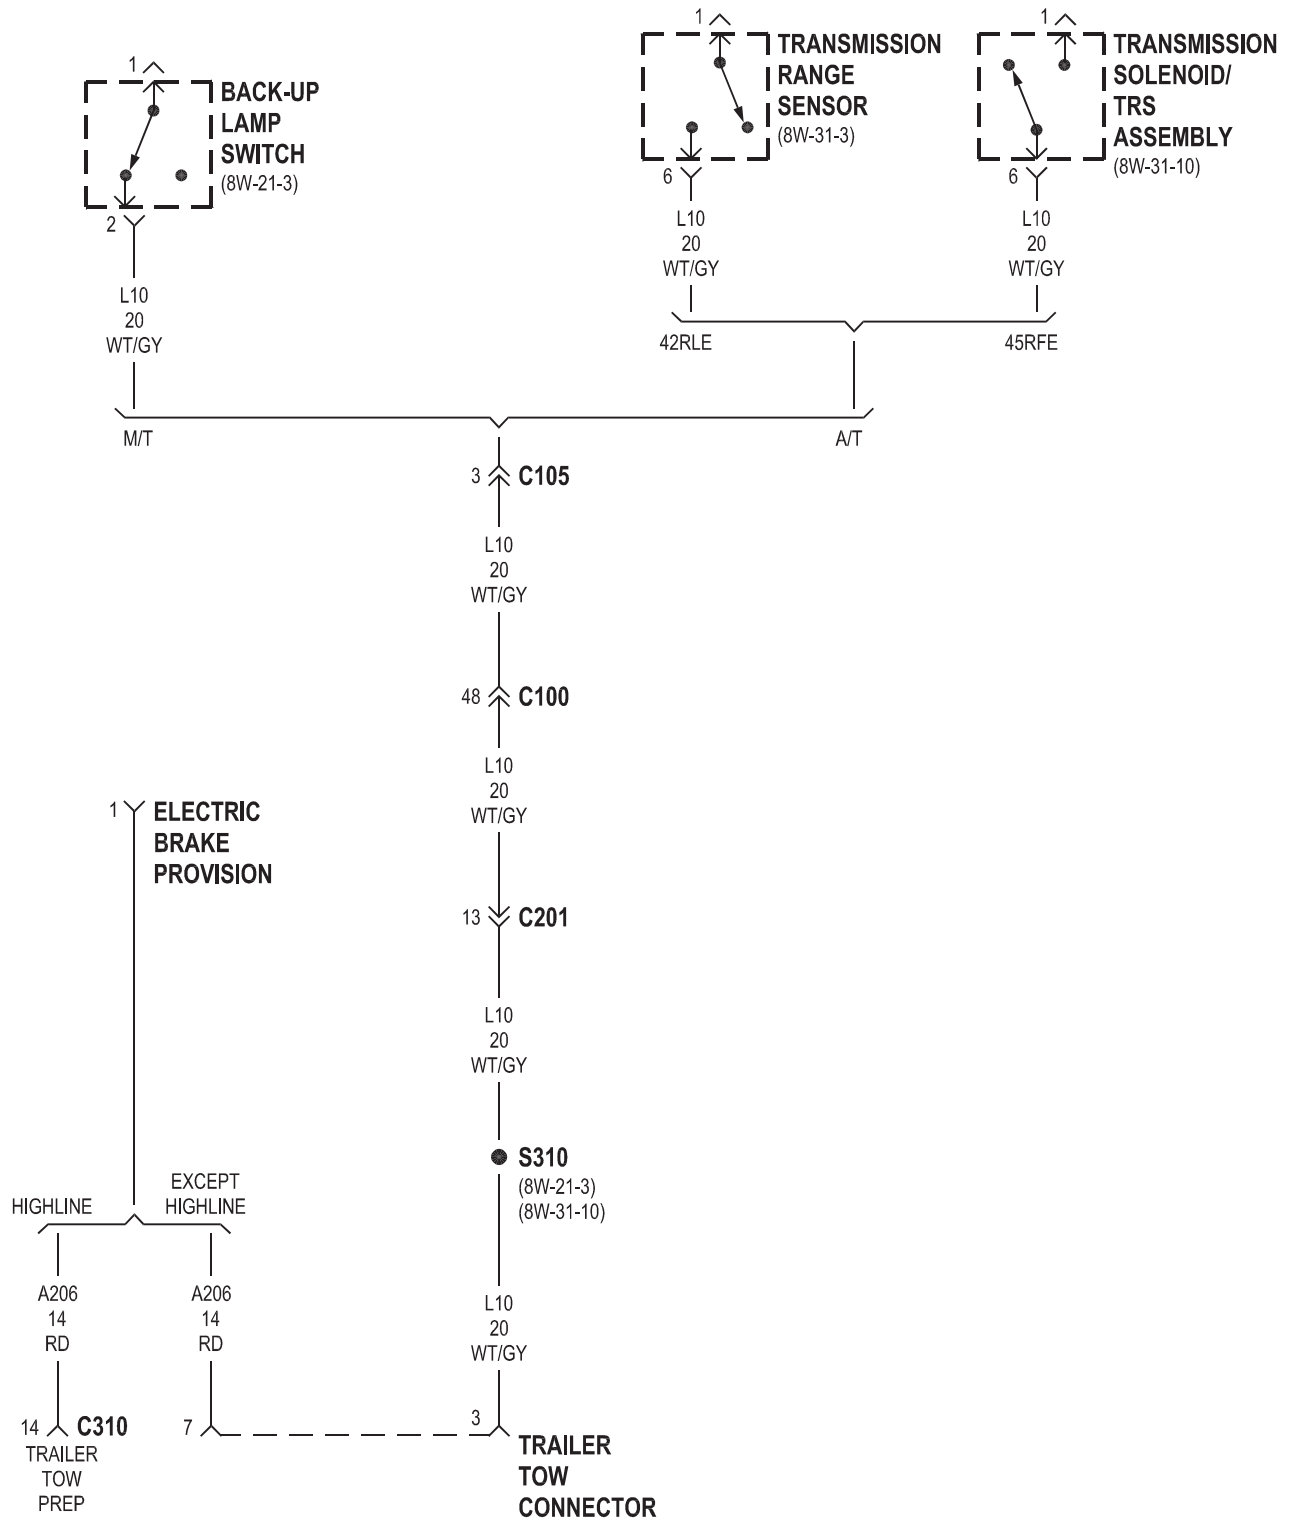 1
BACK-UP
LAMP
SWITCH
(8W-21-3)
2
L10
20
WT/GY
1
TRANSMISSION
RANGE
SENSOR
(8W-31-3)
6
L10
20
WT/GY
42RLE
1
TRANSMISSION
SOLENOID/
TRS
ASSEMBLY
(8W-31-10)
6
L10
20
WT/GY
45RFE
M/T
A/T
3 C105
L10
20
WT/GY
48 C100
L10
20
WT/GY
13 C201
L10
20
WT/GY
S310
(8W-21-3)
(8W-31-10)
L10
20
WT/GY
3
TRAILER
TOW
CONNECTOR
1 ELECTRIC
BRAKE
PROVISION
HIGHLINE
EXCEPT
HIGHLINE
A206
14
RD
A206
14
RD
14 C310
TRAILER
TOW
PREP
7